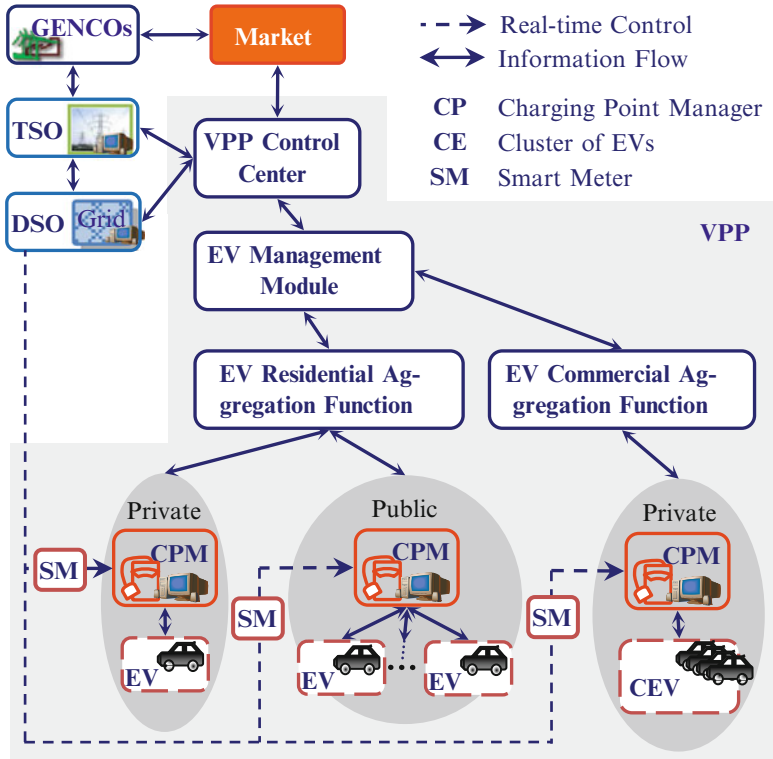 GENCOs
Market
Real-time Control
Information Flow
TSO
VPP Control
Center
CP Charging Point Manager
CE Cluster of EVs
SM Smart Meter
DSO
Grid
VPP
EV Management
Module
EV Residential Ag-
gregation Function
EV Commercial Ag-
gregation Function
Private
Public
Private
CPM
CPM
CPM
SM
SM
SM
EV
EV
EV
CEV